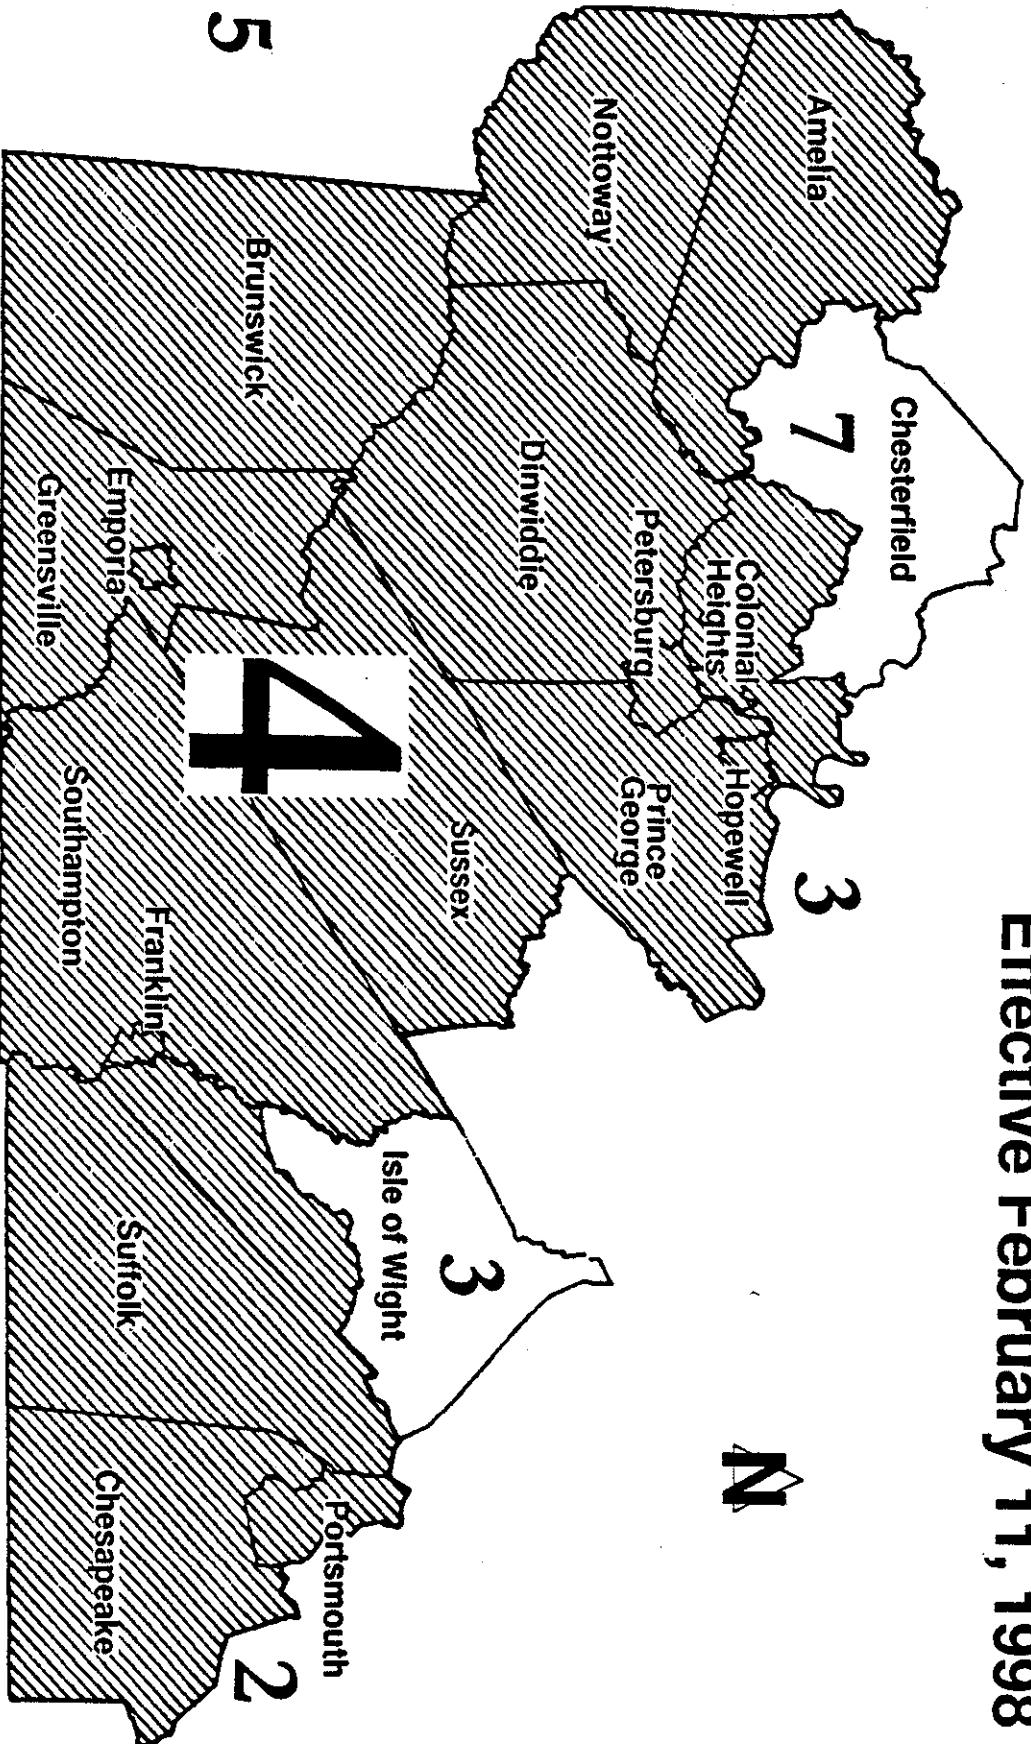 Effective February 11, 1998
N
Amelia
Chesterfield
7
Nottoway
Dinwiddie
Petersburg
Colonial
Heights
Hopewell
3
Prince
George
5
Brunswick
Emporia
Greensville
4
Sussex
Southampton
Franklin
Isle of Wight
3
Suffolk
Portsmouth
Chesapeake
2